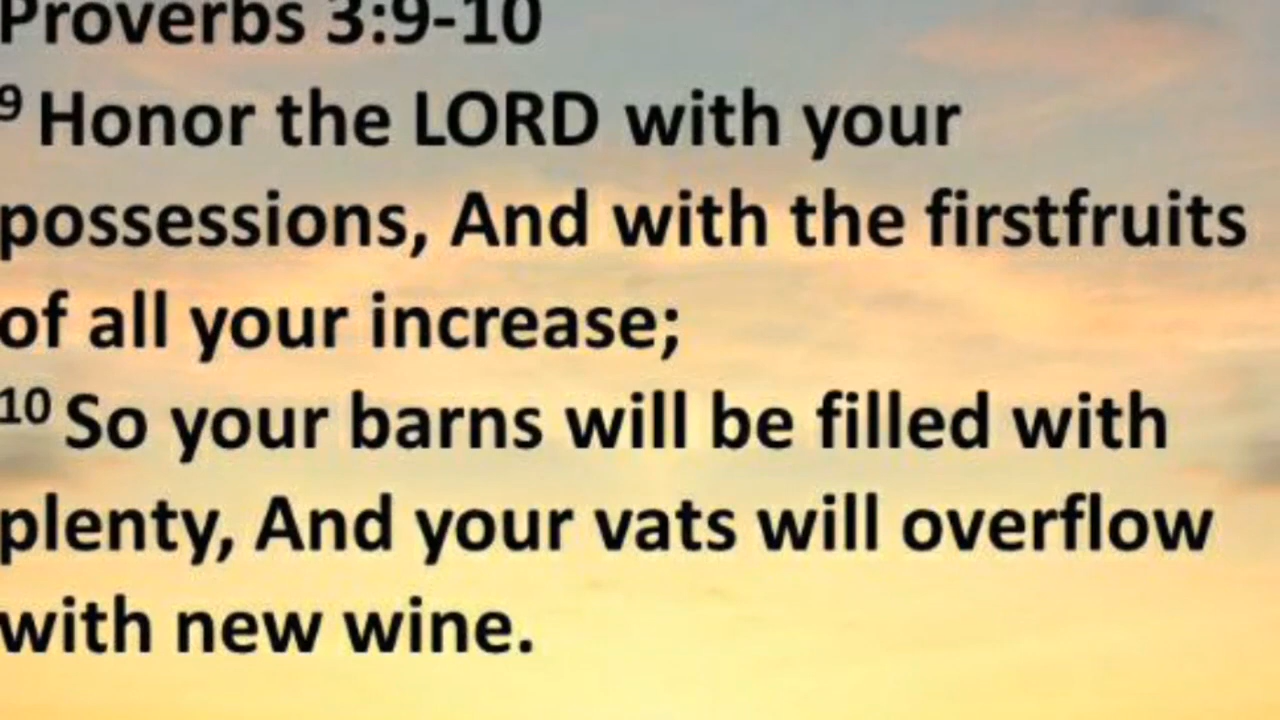 Proverbs 3:9-10
9 Honor the LORD with your
possessions, And with the firstfruits
of all your increase;
10 So your barns will be filled with
plenty, And your vats will overflow
with new wine.